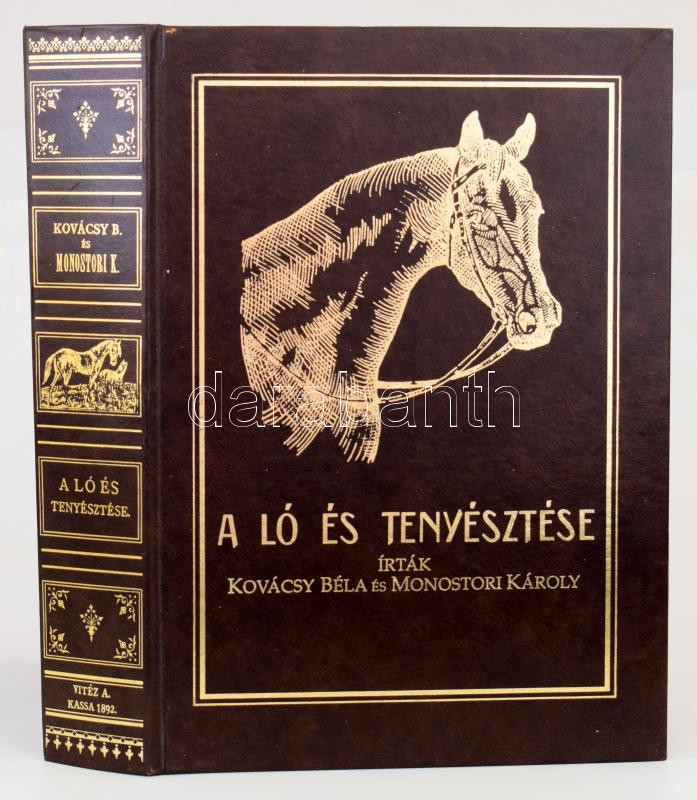 KOVÁCSY B.
ÉS
MONOSTORI K.
A LÓ ÉS
TENYÉSZTÉSE.
VITÉZ A.
KASSA 1892.
A LÓ ÉS TENYÉSZTÉSE
ÍRTÁK
KOVÁCSY BÉLA ÉS MONOSTORI KÁROLY
darabanth